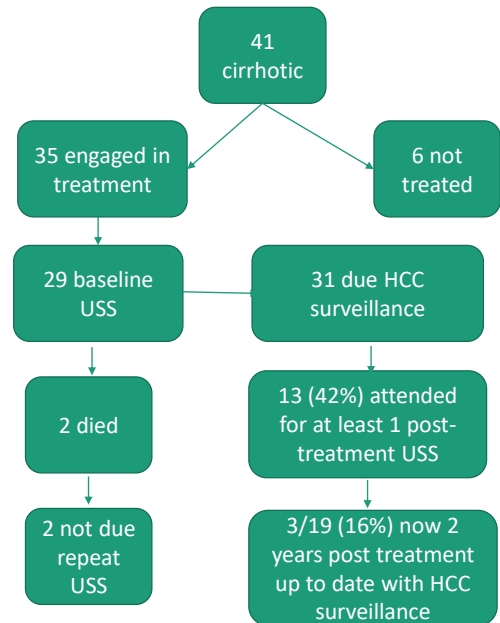 41
cirrhotic
35 engaged in
treatment
6 not
treated
29 baseline
USS
31 due HCC
surveillance
2 died
13 (42%) attended
for at least 1 post-
treatment USS
2 not due
repeat
USS
3/19 (16%) now 2
years post treatment
up to date with HCC
surveillance